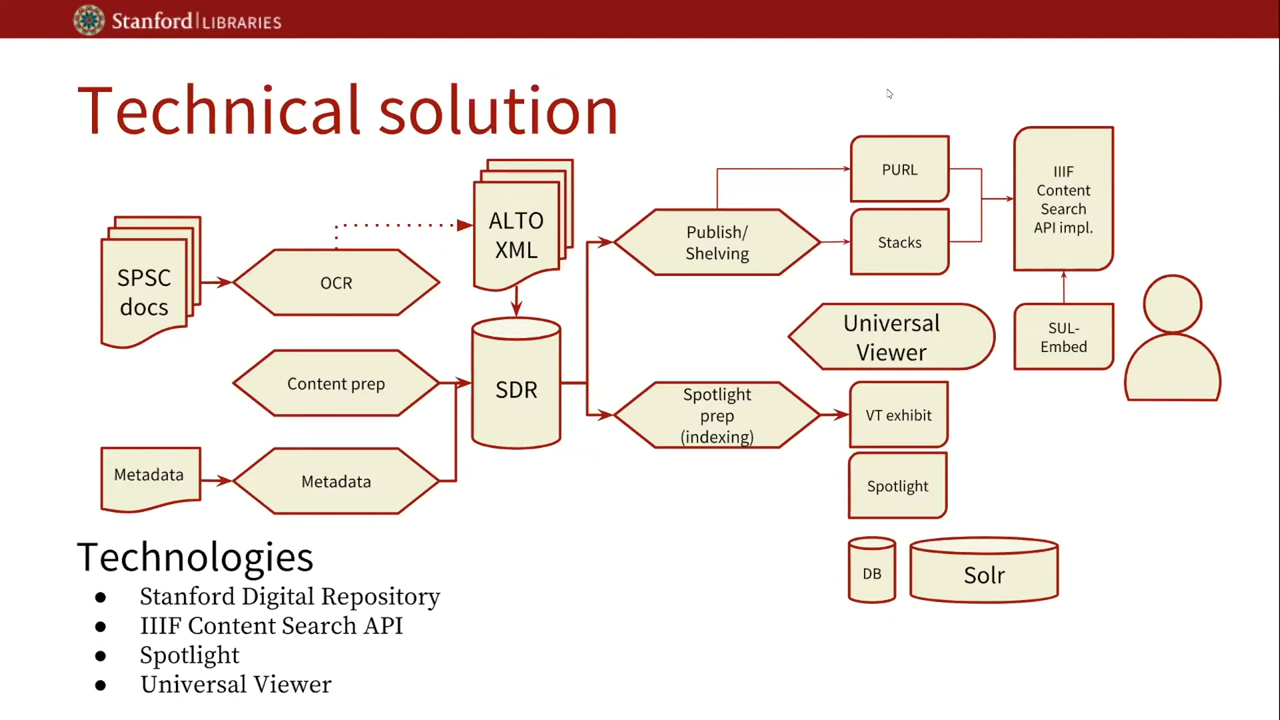 Stanford LIBRARIES
Technical solution
SPSC
docs
OCR
ALTO
XML
Content prep
Metadata
Metadata
SDR
Publish/
Shelving
PURL
Stacks
IIIF
Content
Search
API impl.
Universal
Viewer
SUL-
Embed
Spotlight
prep
(indexing)
VT exhibit
Spotlight
DB
Solr
Technologies
● Stanford Digital Repository
● IIIF Content Search API
● Spotlight
● Universal Viewer